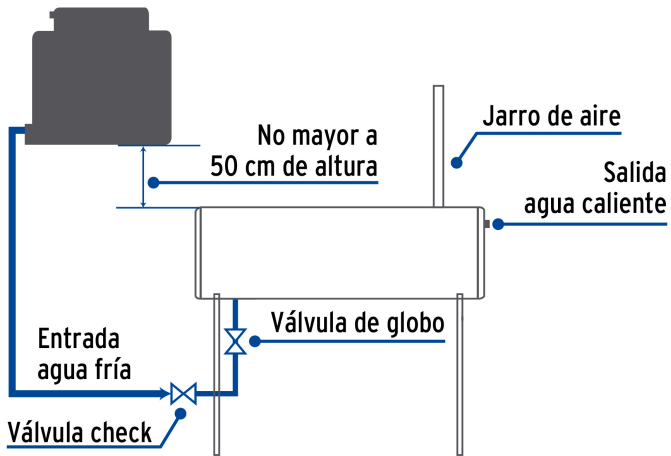 No mayor a
50 cm de altura
Jarro de aire
Salida
agua caliente
Válvula de globo
Entrada
agua fría
Válvula check